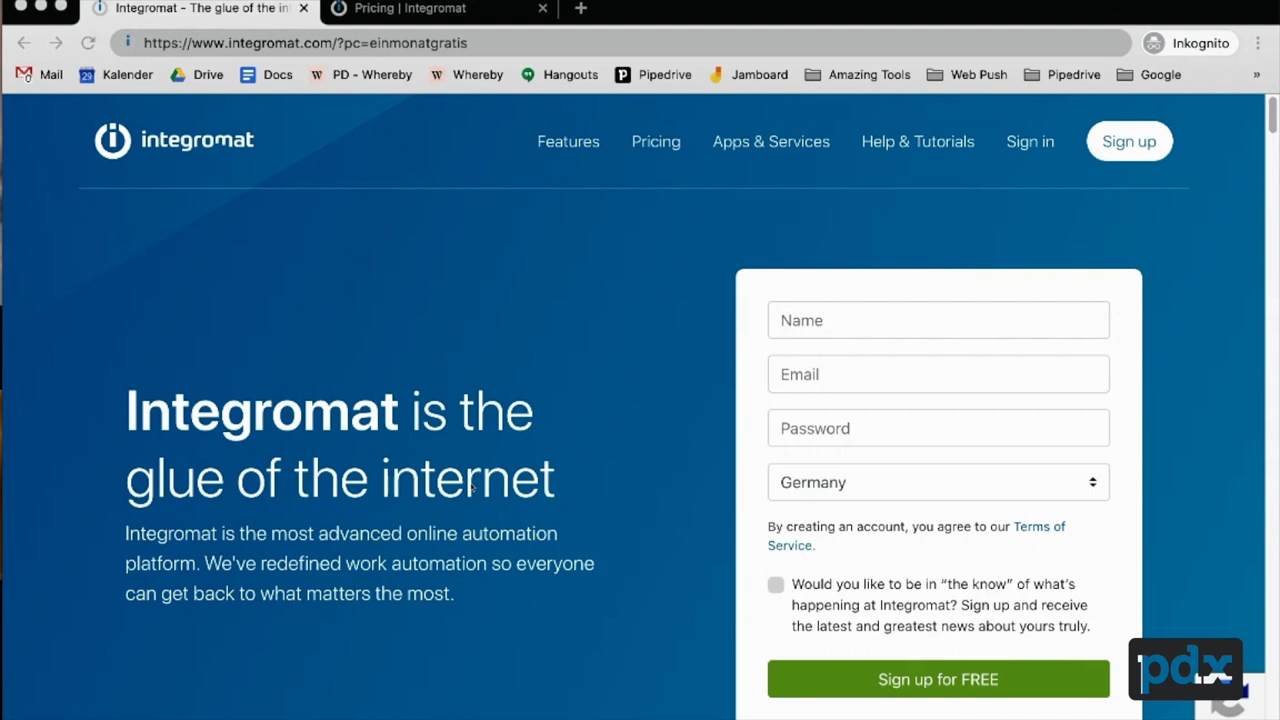 Integromat - The glue of the in
Pricing | Integromat
https://www.integromat.com/?pc=einmonatgratis
Inkognito
Mail
Kalender
Drive
Docs
PD - Whereby
Whereby
Hangouts
Pipedrive
Jamboard
Amazing Tools
Web Push
Pipedrive
Google
»
integromat
Features
Pricing
Apps & Services
Help & Tutorials
Sign in
Sign up
Integromat is the
glue of the internet
Integromat is the most advanced online automation
platform. We've redefined work automation so everyone
can get back to what matters the most.
Name
Email
Password
Germany
By creating an account, you agree to our Terms of
Service.
Would you like to be in “the know” of what’s
happening at Integromat? Sign up and receive
the latest and greatest news about yours truly.
Sign up for FREE
pdx